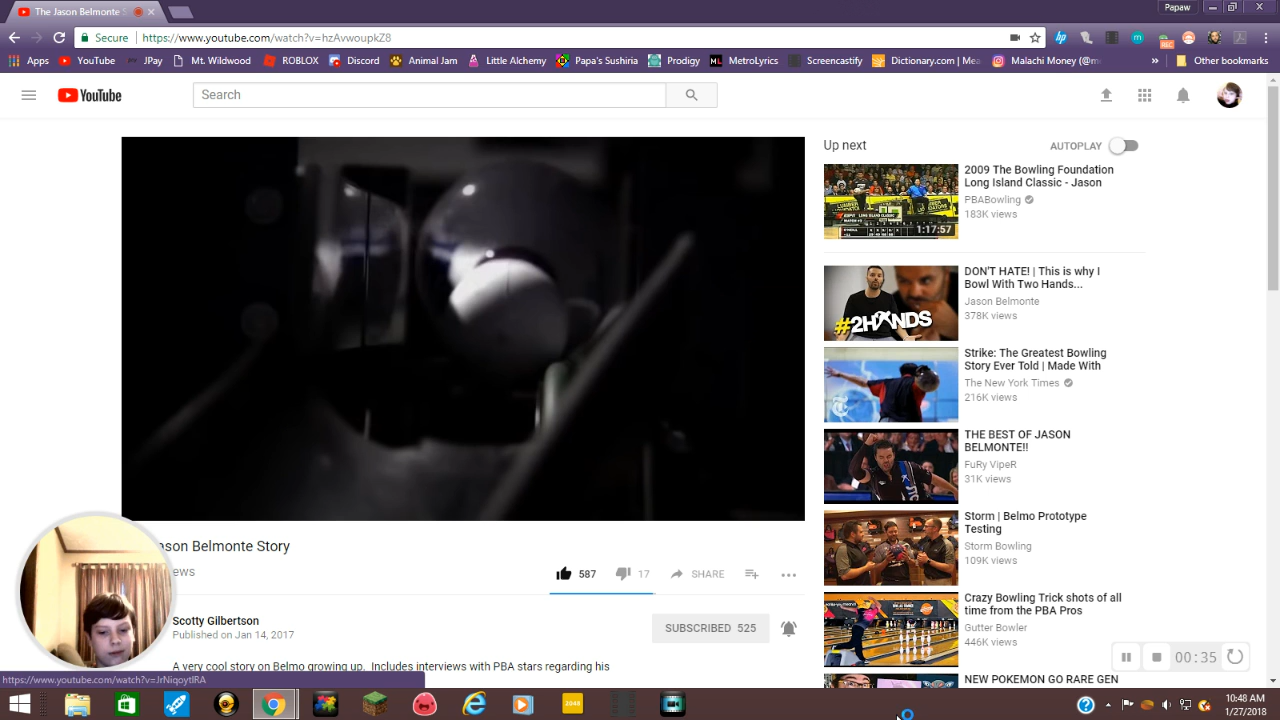 The Jason Belmonte S
Papaw
Secure
https://www.youtube.com/watch?v=hzAvwoupkZ8
hp
m
REC
Apps
YouTube
JPay
Mt. Wildwood
ROBLOX
Discord
Animal Jam
Little Alchemy
Papa's Sushiria
Prodigy
ML MetroLyrics
Screencastify
Dictionary.com | Mea
Malachi Money (@m
»
Other bookmarks
YouTube
Search
Up next
AUTOPLAY
2009 The Bowling Foundation
Long Island Classic - Jason
PBABowling
183K views
1:17:57
DON'T HATE! | This is why I
Bowl With Two Hands...
Jason Belmonte
378K views
#2HANDS
Strike: The Greatest Bowling
Story Ever Told | Made With
The New York Times
216K views
THE BEST OF JASON
BELMONTE!!
FuRy VipeR
31K views
Storm | Belmo Prototype
Testing
Storm Bowling
109K views
Crazy Bowling Trick shots of all
time from the PBA Pros
Gutter Bowler
446K views
NEW POKEMON GO RARE GEN
ason Belmonte Story
ews
587
17
SHARE
Scotty Gilbertson
Published on Jan 14, 2017
SUBSCRIBED 525
A very cool story on Belmo growing up. Includes interviews with PBA stars regarding his
00:35
https://www.youtube.com/watch?v=JrNiqoytIRA
2048
10:48 AM
1/27/2018